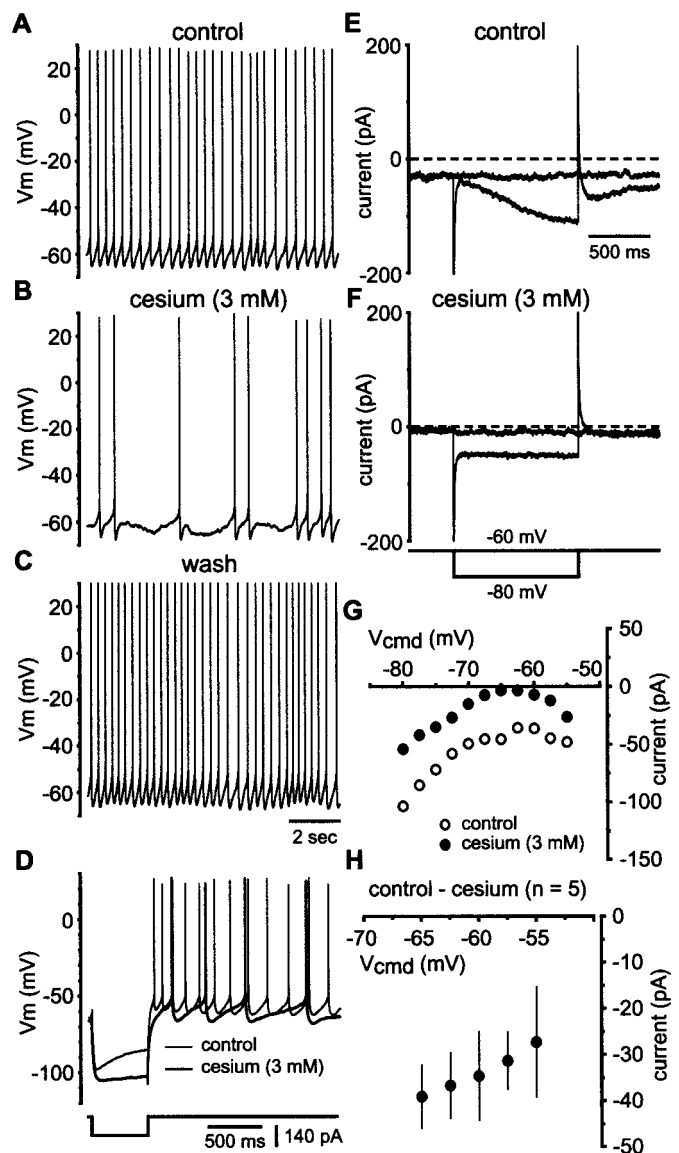 A
control
Vm (mV)
20
0
-20
-40
-60
B
cesium (3 mM)
Vm (mV)
20
0
-20
-40
-60
C
wash
Vm (mV)
20
0
-20
-40
-60
2 sec
D
Vm (mV)
0
-50
-100
control
cesium (3 mM)
500 ms
140 pA
E
control
current (pA)
200
0
-200
500 ms
F
cesium (3 mM)
current (pA)
200
0
-200
-60 mV
-80 mV
G
Vcmd (mV)
-80
-70
-60
-50
50
0
-50
-100
-150
current (pA)
control
cesium (3 mM)
H
control - cesium (n = 5)
0
-10
-20
-30
-40
-50
current (pA)
-70
-65
-60
-55
Vcmd (mV)